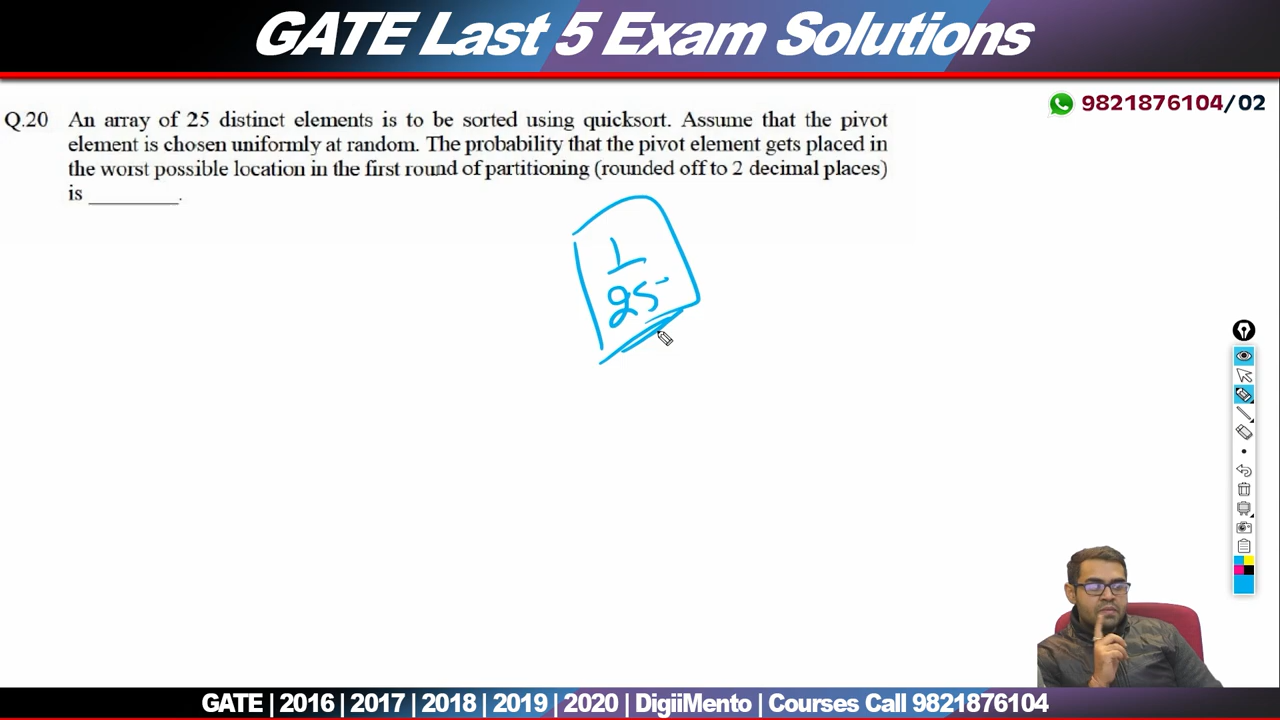 GATE Last 5 Exam Solutions
9821876104/02
Q.20 An array of 25 distinct elements is to be sorted using quicksort. Assume that the pivot
element is chosen uniformly at random. The probability that the pivot element gets placed in
the worst possible location in the first round of partitioning (rounded off to 2 decimal places)
is ________.
1
25
GATE | 2016 | 2017 | 2018 | 2019 | 2020 | DigiiMento | Courses Call 9821876104